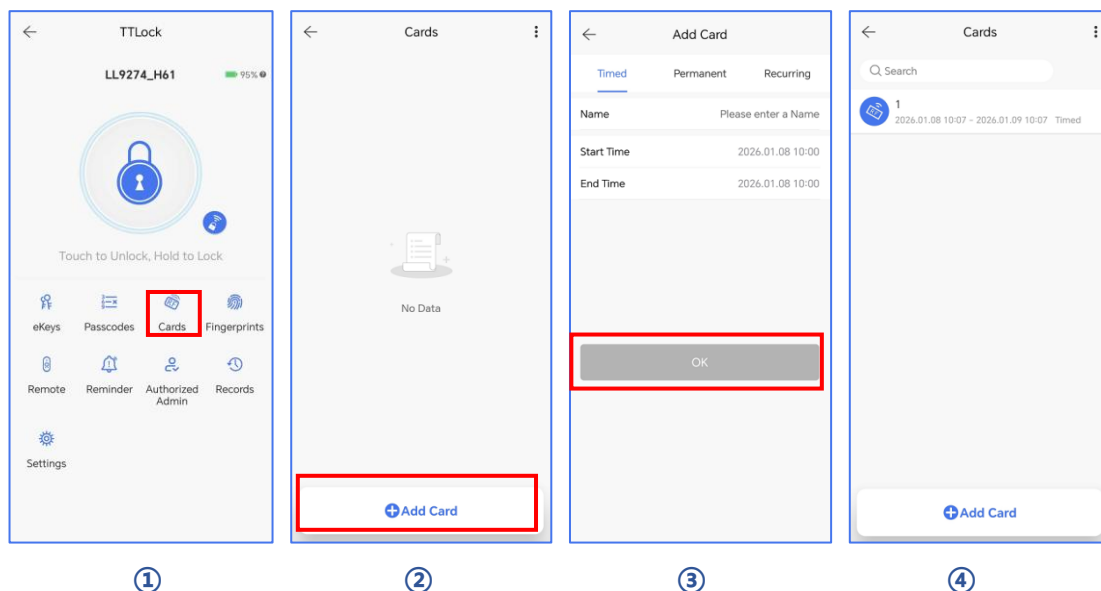 TTLock
LL9274_H61
95%
Touch to Unlock, Hold to Lock
eKeys Passcodes Cards Fingerprints
Remote Reminder Authorized Admin Records
Settings
①
Cards
No Data
Add Card
②
Add Card
Timed Permanent Recurring
Name Please enter a Name
Start Time 2026.01.08 10:00
End Time 2026.01.08 10:00
OK
③
Cards
Search
1
2026.01.08 10:07 - 2026.01.09 10:07 Timed
Add Card
④